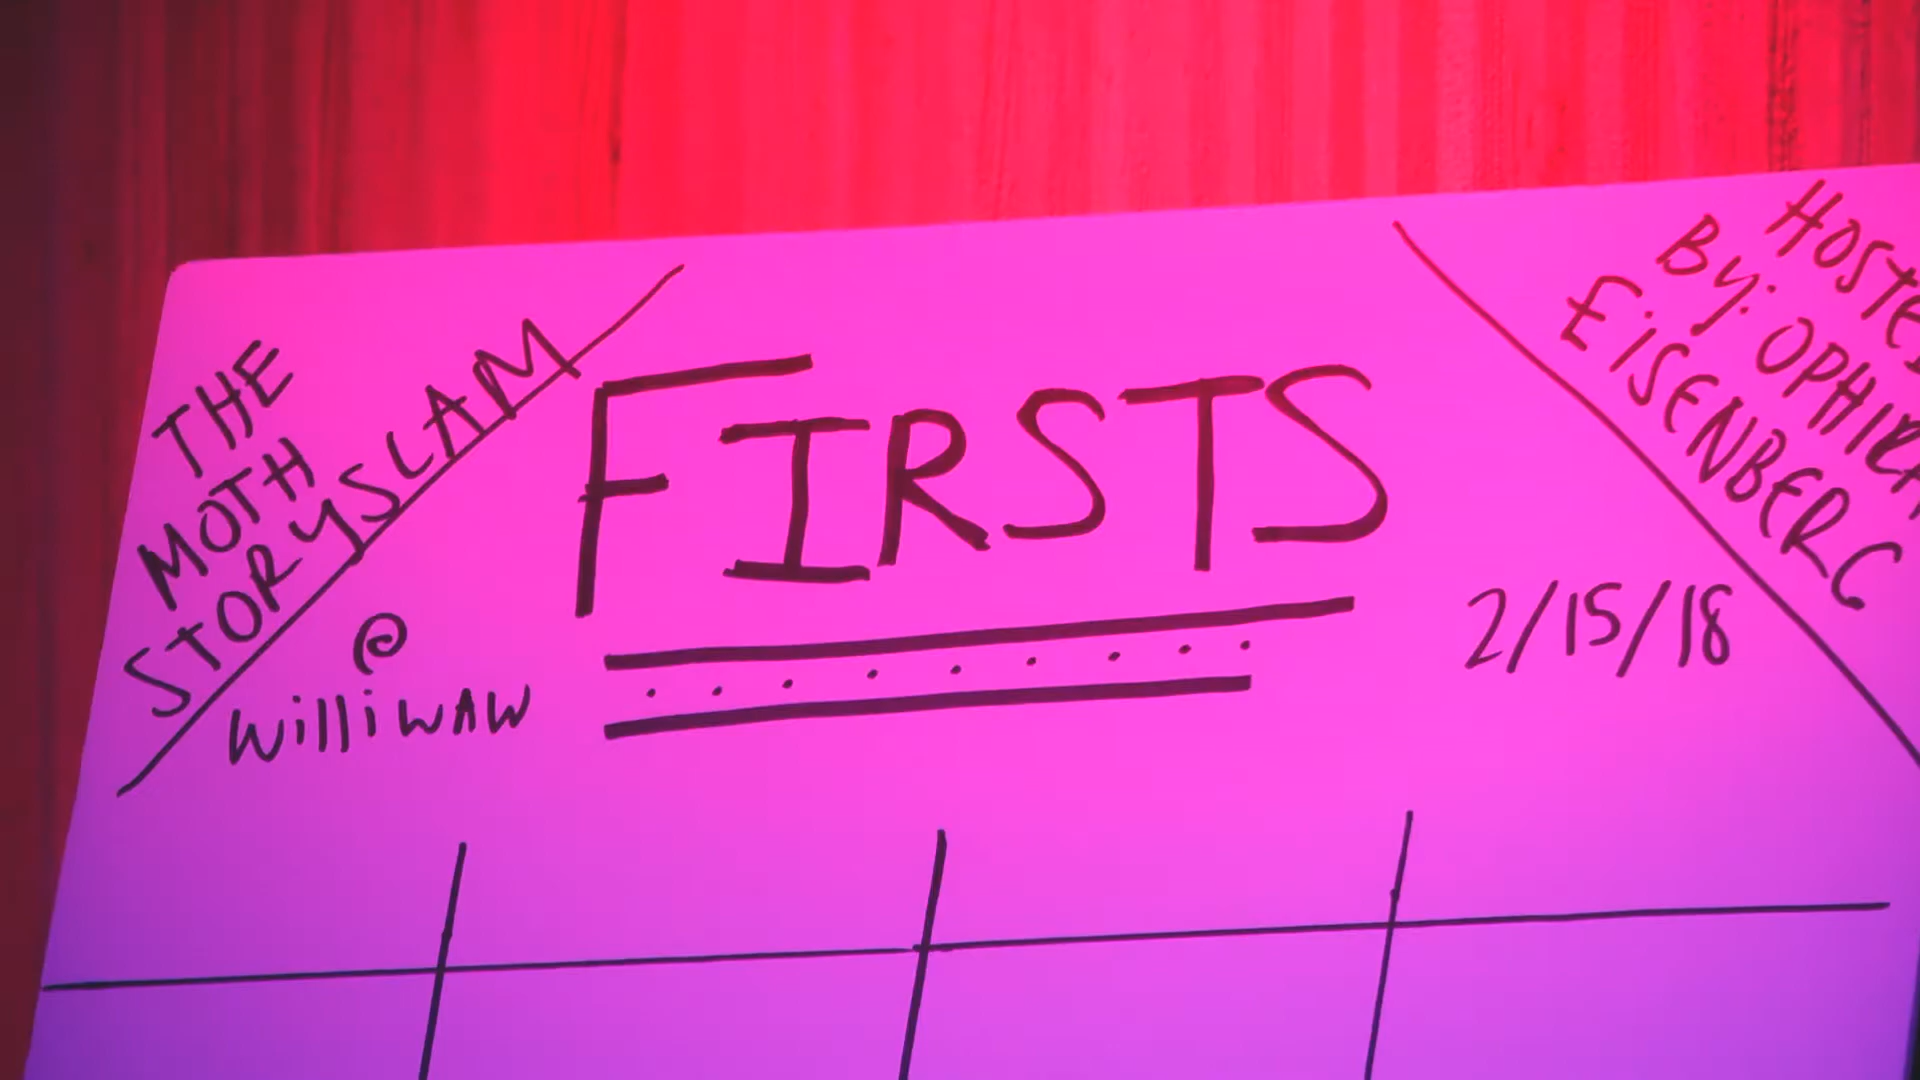 THE
MOTH
STORYSLAM
@
WilliWAW
FIRSTS
2/15/18
HOSTED
By: OPHIRA
EiSENBERG